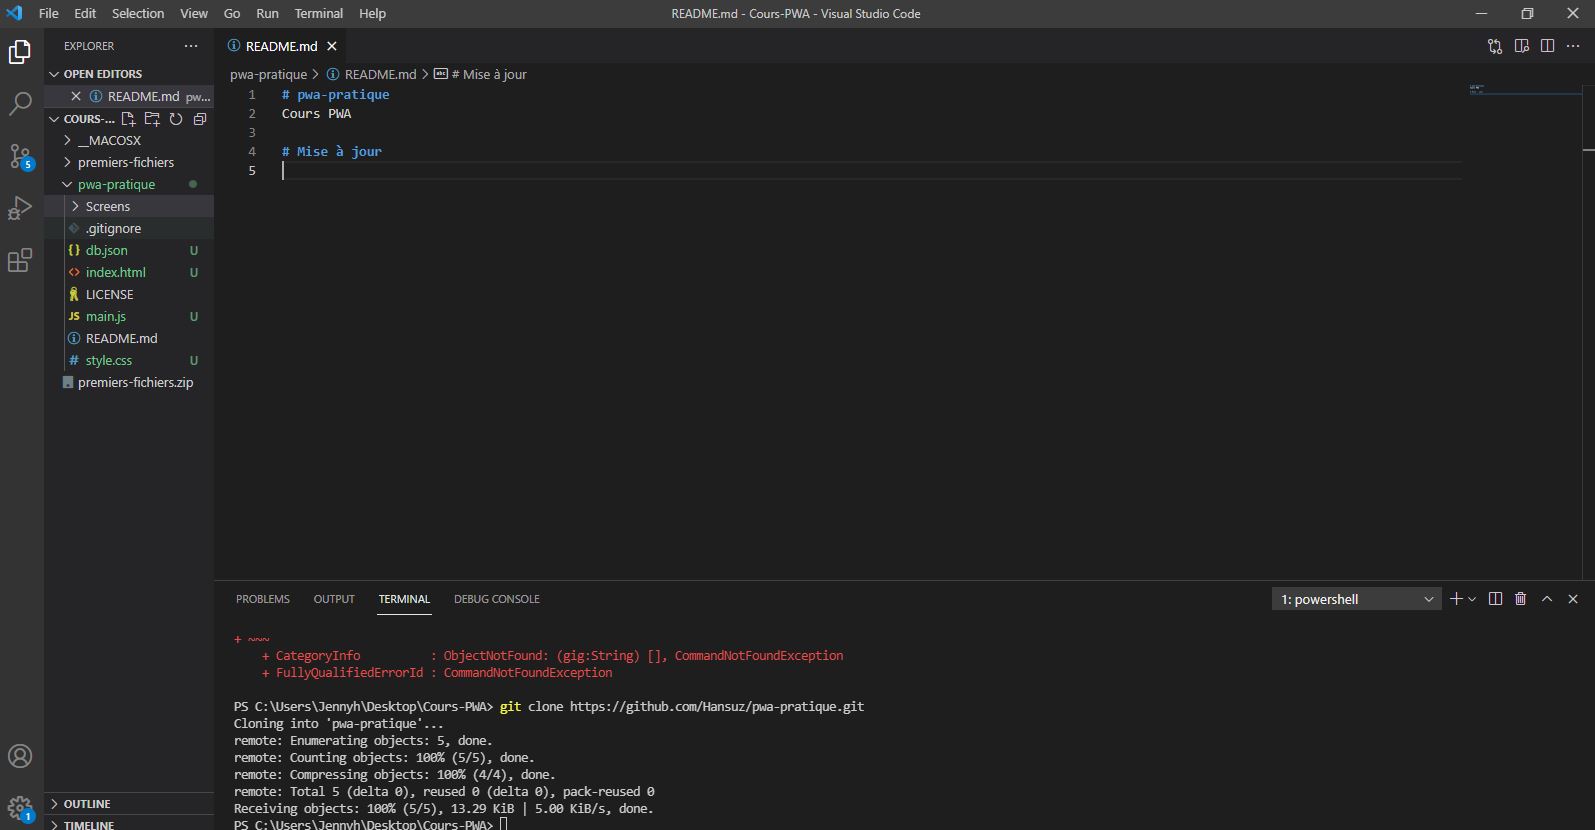 File Edit Selection View Go Run Terminal Help
README.md - Cours-PWA - Visual Studio Code
EXPLORER
OPEN EDITORS
README.md pw...
COURS-...
__MACOSX
premiers-fichiers
pwa-pratique
Screens
.gitignore
db.json U
index.html U
LICENSE
JS main.js U
README.md
# style.css U
premiers-fichiers.zip
OUTLINE
TIMELINE
5
1
README.md
pwa-pratique > README.md > # Mise à jour
1 # pwa-pratique
2 Cours PWA
3
4 # Mise à jour
5
PROBLEMS OUTPUT TERMINAL DEBUG CONSOLE
1: powershell
+ ~~~
+ CategoryInfo : ObjectNotFound: (gig:String) [], CommandNotFoundException
+ FullyQualifiedErrorId : CommandNotFoundException
PS C:\Users\Jennyh\Desktop\Cours-PWA> git clone https://github.com/Hansuz/pwa-pratique.git
Cloning into 'pwa-pratique'...
remote: Enumerating objects: 5, done.
remote: Counting objects: 100% (5/5), done.
remote: Compressing objects: 100% (4/4), done.
remote: Total 5 (delta 0), reused 0 (delta 0), pack-reused 0
Receiving objects: 100% (5/5), 13.29 KiB | 5.00 KiB/s, done.
PS C:\Users\Jennyh\Desktop\Cours-PWA>